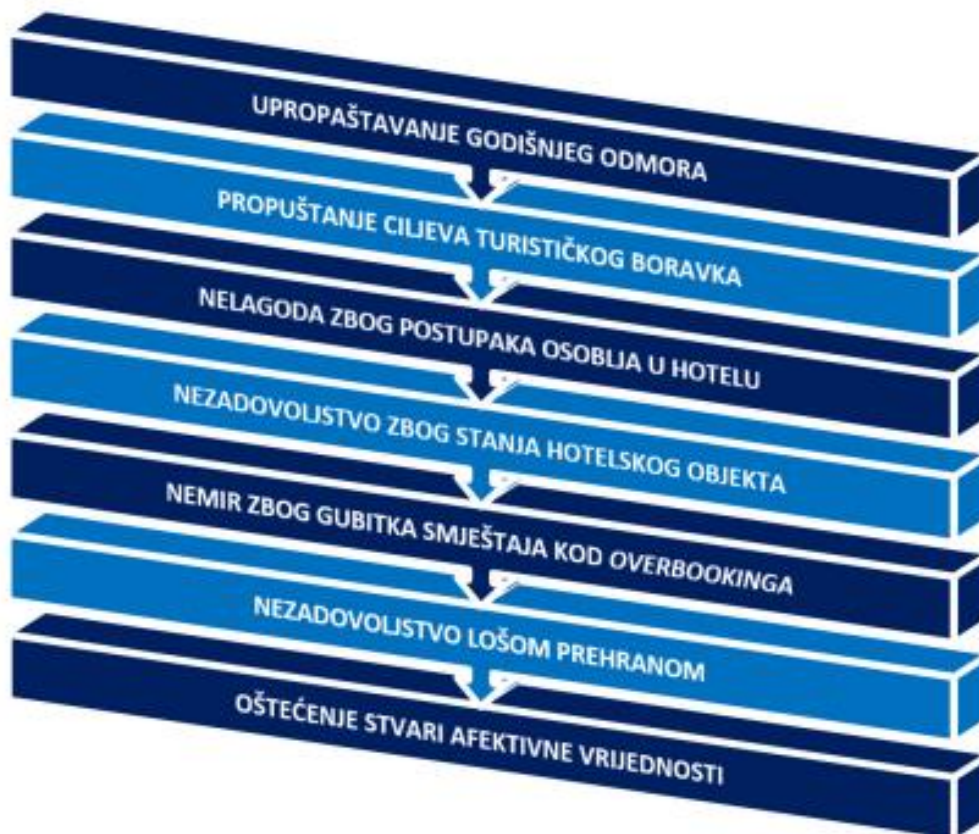 UPROPAŠTAVANJE GODIŠNJEG ODMORA
PROPUŠTANJE CILJEVA TURISTIČKOG BORAVKA
NELAGODA ZBOG POSTUPAKA OSOBLJA U HOTELU
NEZADOVOLJSTVO ZBOG STANJA HOTELSKOG OBJEKTA
NEMIR ZBOG GUBITKA SMJEŠTAJA KOD OVERBOOKINGA
NEZADOVOLJSTVO LOŠOM PREHRANOM
OŠTEĆENJE STVARI AFEKTIVNE VRIJEDNOSTI